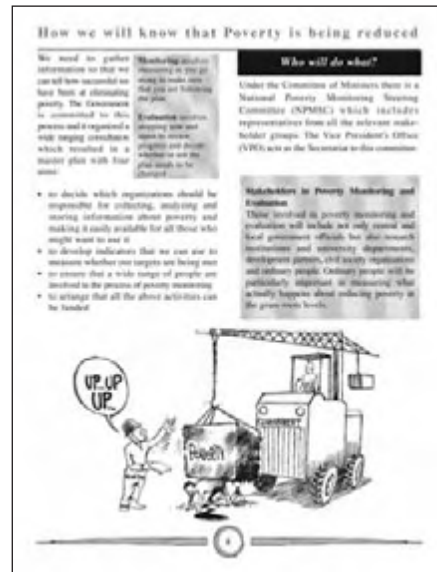 How we will know that Poverty is being reduced
We need to gather
information so that we
can tell how successful we
have been at eliminating
poverty. The Government
is committed to this
process and it organized a
wide ranging consultation
which resulted in a
master plan with four
aims:
• to decide which organizations should be
responsible for collecting, analyzing and
storing information about poverty and
making it easily available for all those who
might want to use it
• to develop indicators that we can use to
measure whether our targets are being met
• to ensure that a wide range of people are
involved in the process of poverty monitoring
• to arrange that all the above activities can
be funded
Monitoring involves
measuring as you go
along to make sure
that you are following
the plan
Evaluation involves
stopping now and
again to review
progress and decide
whether or not the
plan needs to be
changed
Who will do what?
Under the Committee of Ministers there is a
National Poverty Monitoring Steering
Committee (NPMSC) which includes
representatives from all the relevant stake-
holder groups. The Vice President's Office
(VPO) acts as the Secretariat to this committee.
Stakeholders in Poverty Monitoring and
Evaluation
Those involved in poverty monitoring and
evaluation will include not only central and
local government officials but also research
institutions and university departments,
development partners, civil society organizations
and ordinary people. Ordinary people will be
particularly important in measuring what
actually happens about reducing poverty at
the grass-roots levels.
UP...UP
UP...
POVERTY
GOVERNMENT